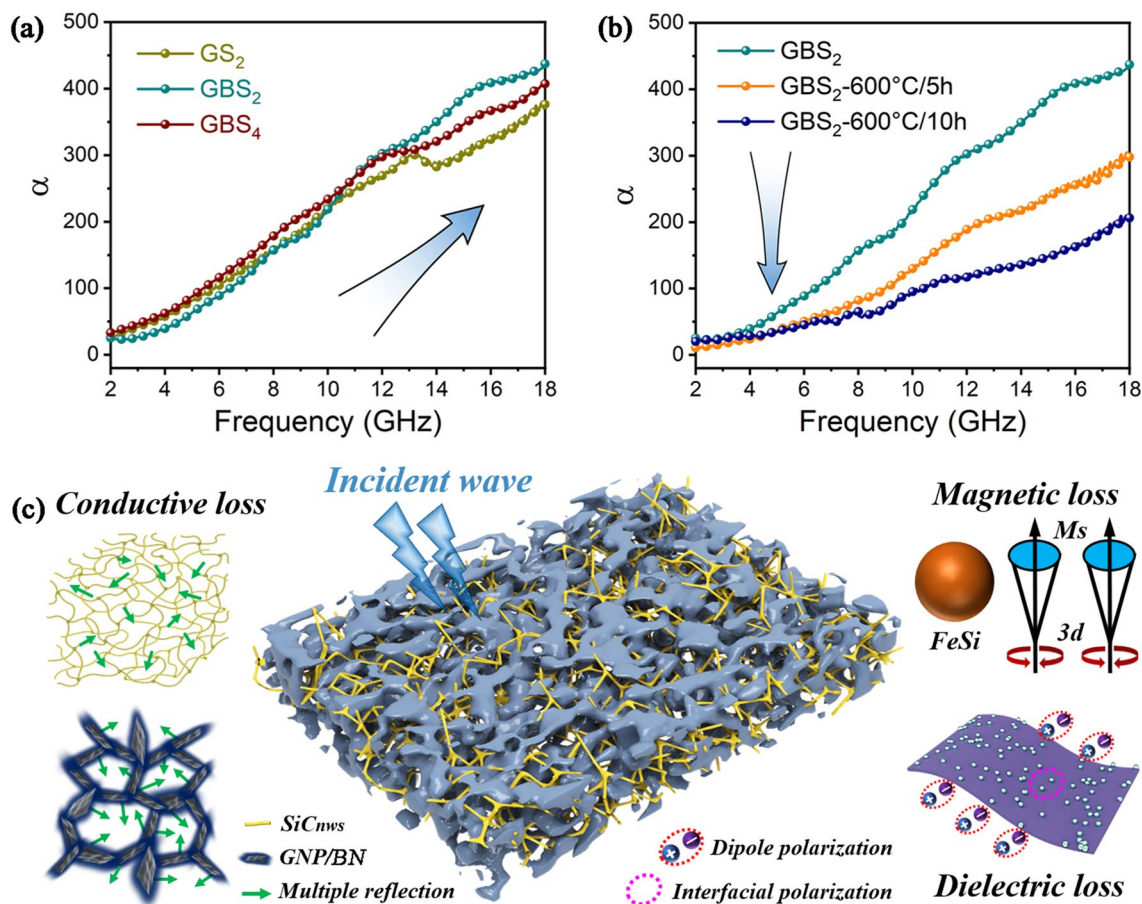 (a)
500
400
300
200
100
0
α
GS₂
GBS₂
GBS₄
2 4 6 8 10 12 14 16 18
Frequency (GHz)
(b)
500
400
300
200
100
0
α
GBS₂
GBS₂-600°C/5h
GBS₂-600°C/10h
2 4 6 8 10 12 14 16 18
Frequency (GHz)
(c)
Conductive loss
Incident wave
Magnetic loss
Ms
FeSi
3d
SiCnws
GNP/BN
Multiple reflection
Dipole polarization
Interfacial polarization
Dielectric loss